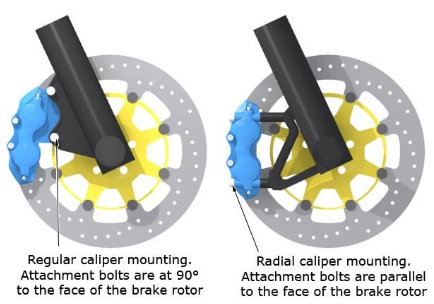 Regular caliper mounting.
Attachment bolts are at 90°
to the face of the brake rotor
Radial caliper mounting.
Attachment bolts are parallel
to the face of the brake rotor